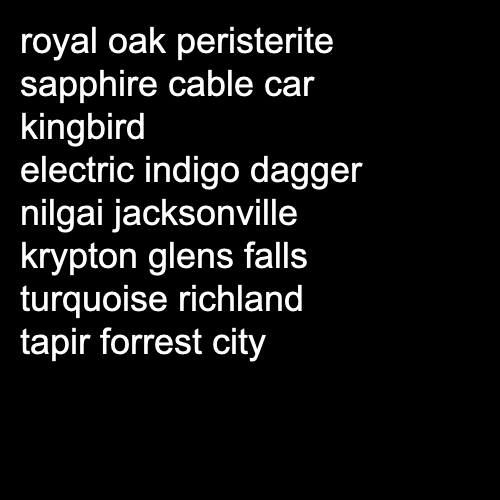 royal oak peristerite
sapphire cable car
kingbird
electric indigo dagger
nilgai jacksonville
krypton glens falls
turquoise richland
tapir forrest city